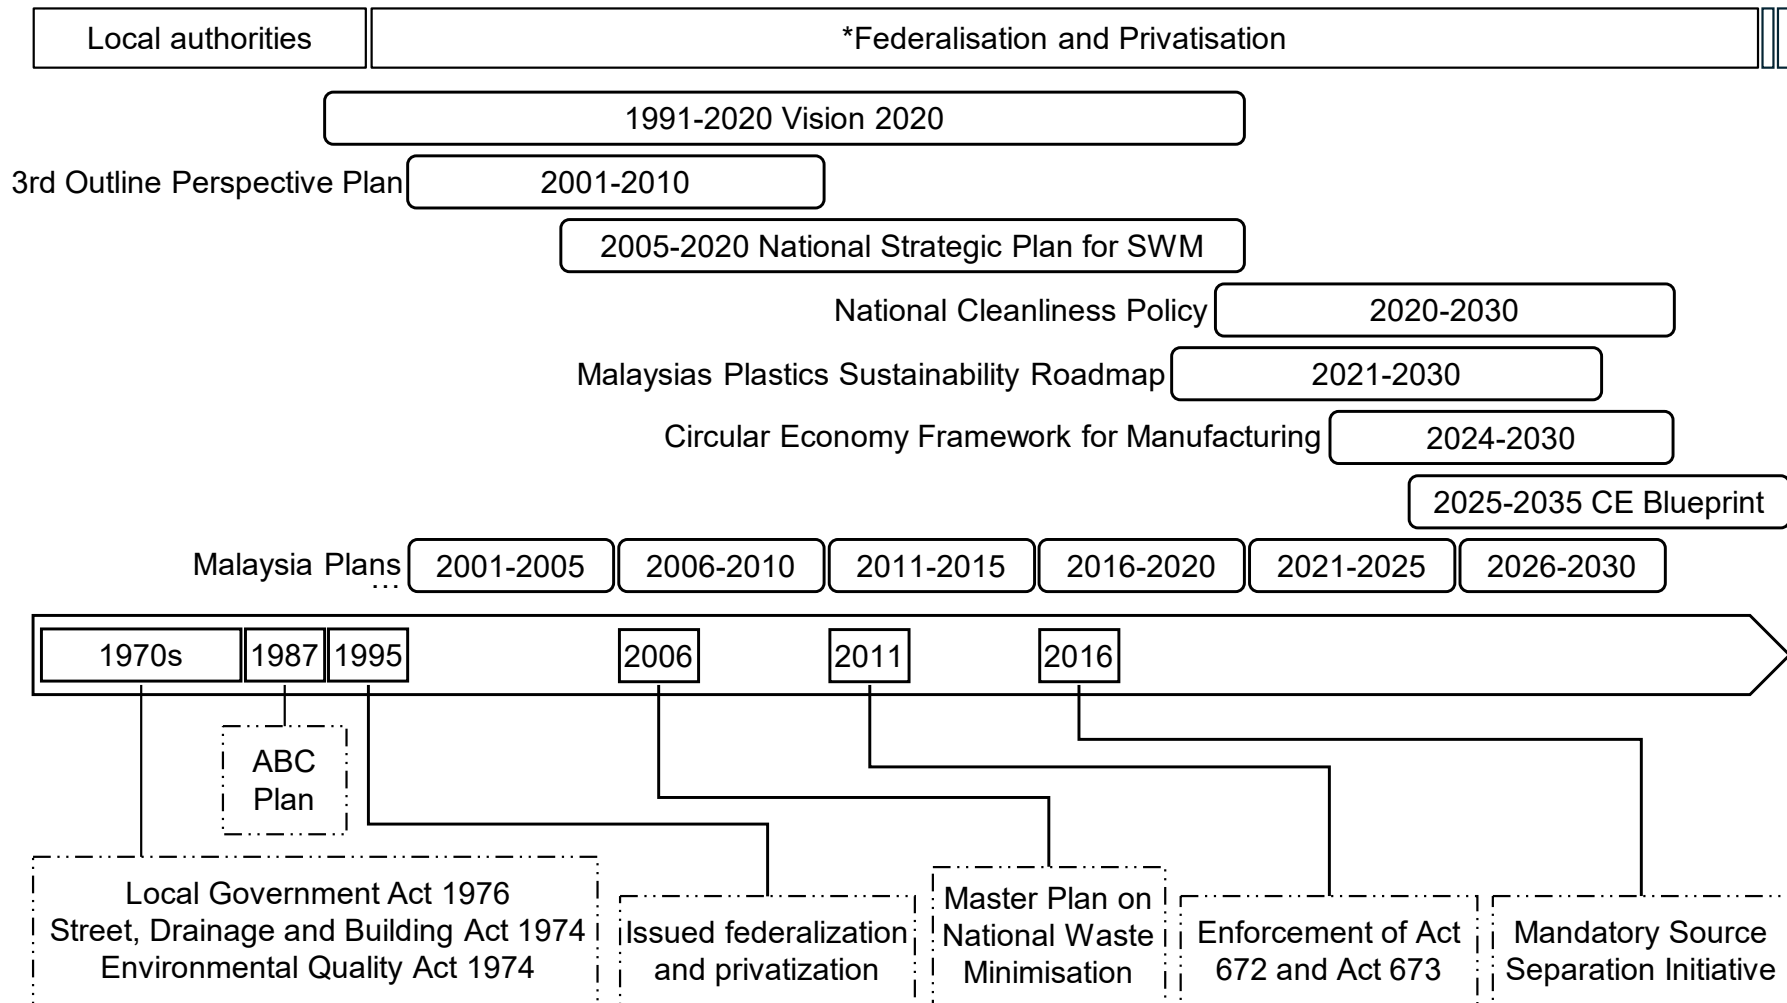 Local authorities
*Federalisation and Privatisation
1991-2020 Vision 2020
3rd Outline Perspective Plan
2001-2010
2005-2020 National Strategic Plan for SWM
National Cleanliness Policy
2020-2030
Malaysias Plastics Sustainability Roadmap
2021-2030
Circular Economy Framework for Manufacturing
2024-2030
2025-2035 CE Blueprint
Malaysia Plans
...
2001-2005
2006-2010
2011-2015
2016-2020
2021-2025
2026-2030
1970s
1987
1995
2006
2011
2016
ABC
Plan
Local Government Act 1976
Street, Drainage and Building Act 1974
Environmental Quality Act 1974
Issued federalization
and privatization
Master Plan on
National Waste
Minimisation
Enforcement of Act
672 and Act 673
Mandatory Source
Separation Initiative